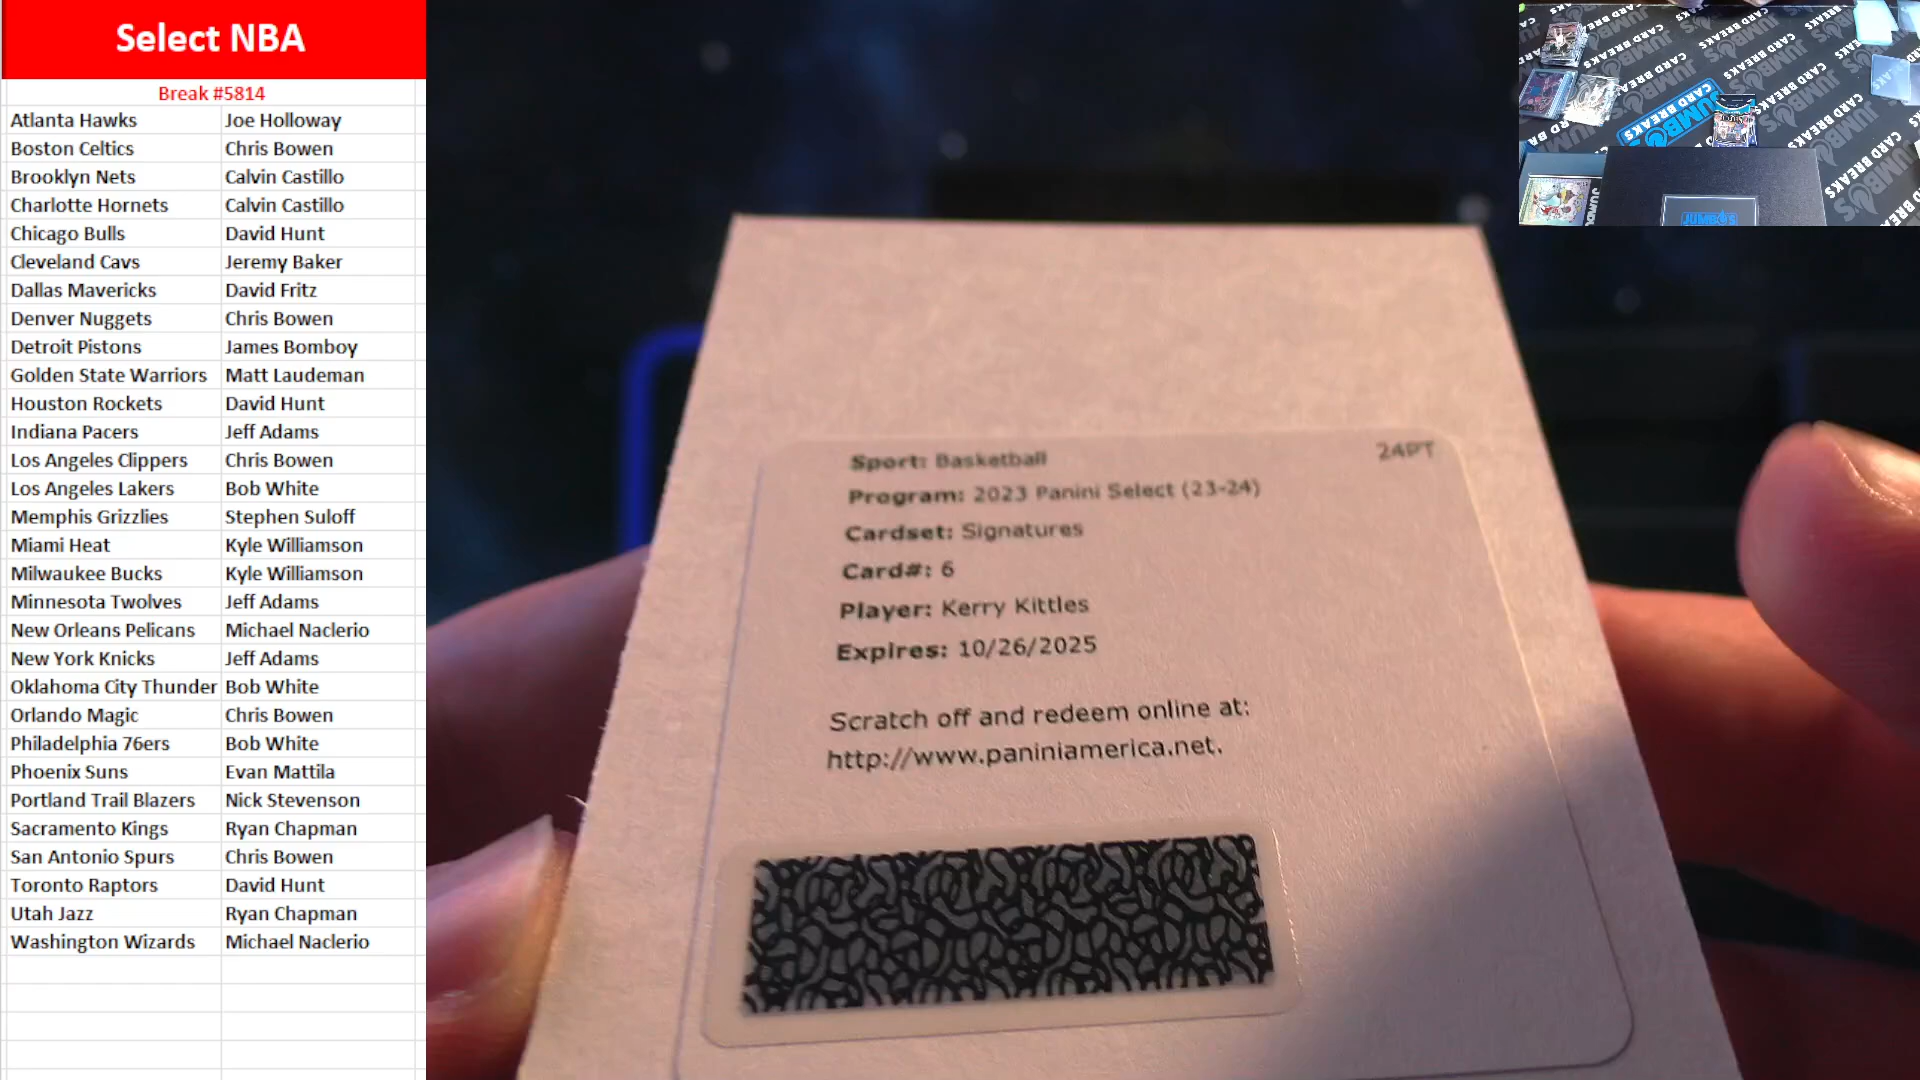 Select NBA
Break #5814
Atlanta Hawks Joe Holloway
Boston Celtics Chris Bowen
Brooklyn Nets Calvin Castillo
Charlotte Hornets Calvin Castillo
Chicago Bulls David Hunt
Cleveland Cavs Jeremy Baker
Dallas Mavericks David Fritz
Denver Nuggets Chris Bowen
Detroit Pistons James Bomboy
Golden State Warriors Matt Laudeman
Houston Rockets David Hunt
Indiana Pacers Jeff Adams
Los Angeles Clippers Chris Bowen
Los Angeles Lakers Bob White
Memphis Grizzlies Stephen Suloff
Miami Heat Kyle Williamson
Milwaukee Bucks Kyle Williamson
Minnesota Twolves Jeff Adams
New Orleans Pelicans Michael Naclerio
New York Knicks Jeff Adams
Oklahoma City Thunder Bob White
Orlando Magic Chris Bowen
Philadelphia 76ers Bob White
Phoenix Suns Evan Mattila
Portland Trail Blazers Nick Stevenson
Sacramento Kings Ryan Chapman
San Antonio Spurs Chris Bowen
Toronto Raptors David Hunt
Utah Jazz Ryan Chapman
Washington Wizards Michael Naclerio
24PT
Sport: Basketball
Program: 2023 Panini Select (23-24)
Cardset: Signatures
Card#: 6
Player: Kerry Kittles
Expires: 10/26/2025
Scratch off and redeem online at:
http://www.paniniamerica.net.
JUMBO'S
CARD BREAKS
JUMBO'S